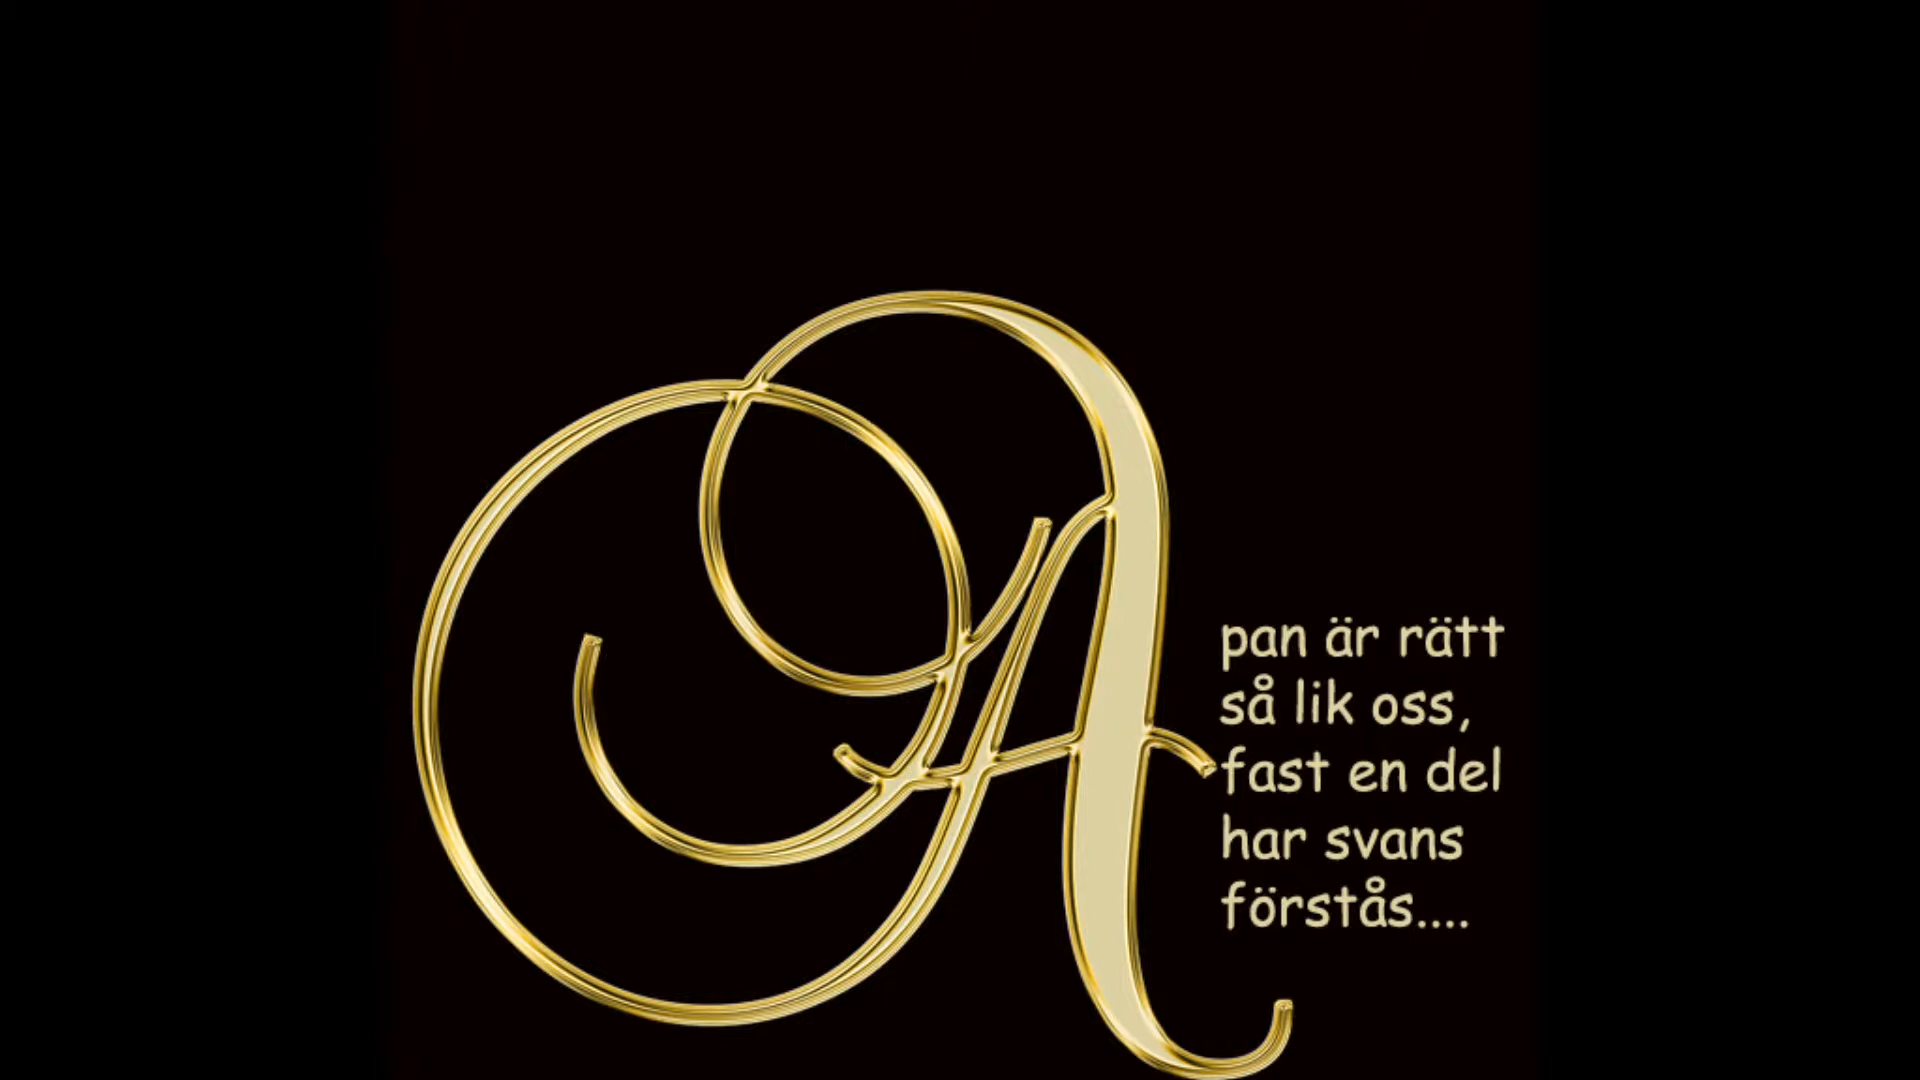 A
pan är rätt
så lik oss,
fast en del
har svans
förstås....